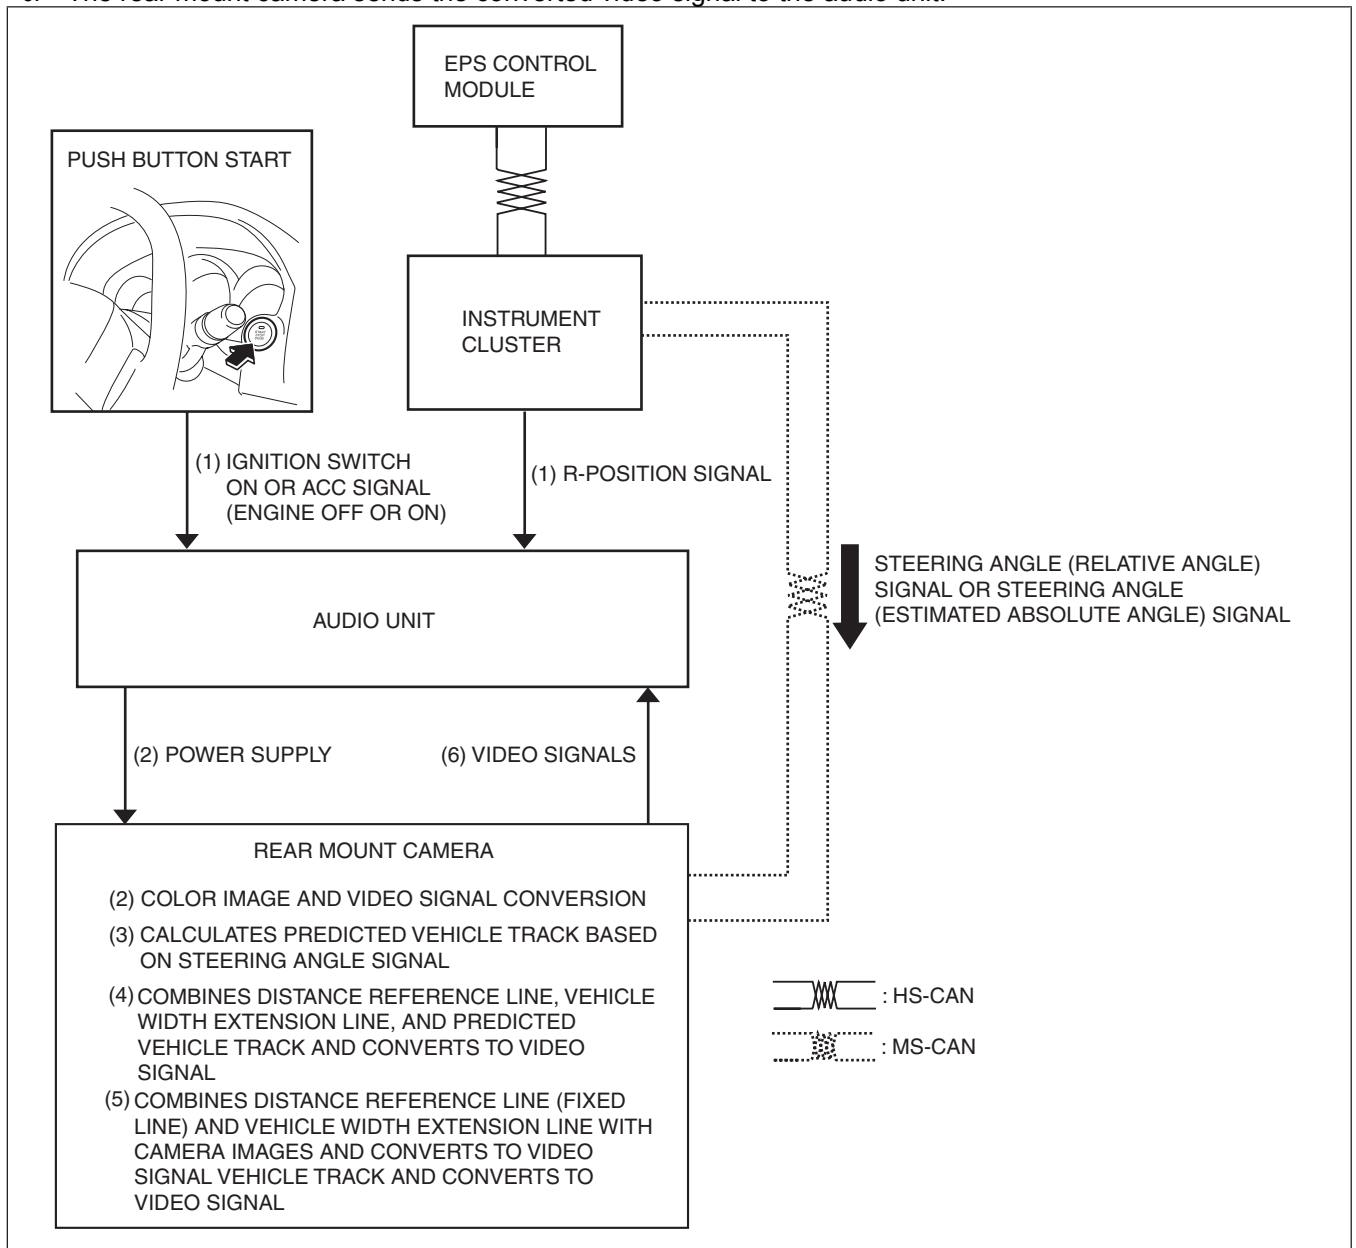 The rear mount camera sends the converted video signal to the audio unit.
EPS CONTROL
MODULE
PUSH BUTTON START
INSTRUMENT
CLUSTER
(1) IGNITION SWITCH
ON OR ACC SIGNAL
(ENGINE OFF OR ON)
(1) R-POSITION SIGNAL
STEERING ANGLE (RELATIVE ANGLE)
SIGNAL OR STEERING ANGLE
(ESTIMATED ABSOLUTE ANGLE) SIGNAL
AUDIO UNIT
(2) POWER SUPPLY
(6) VIDEO SIGNALS
REAR MOUNT CAMERA
(2) COLOR IMAGE AND VIDEO SIGNAL CONVERSION
(3) CALCULATES PREDICTED VEHICLE TRACK BASED
ON STEERING ANGLE SIGNAL
(4) COMBINES DISTANCE REFERENCE LINE, VEHICLE
WIDTH EXTENSION LINE, AND PREDICTED
VEHICLE TRACK AND CONVERTS TO VIDEO
SIGNAL
(5) COMBINES DISTANCE REFERENCE LINE (FIXED
LINE) AND VEHICLE WIDTH EXTENSION LINE WITH
CAMERA IMAGES AND CONVERTS TO VIDEO
SIGNAL VEHICLE TRACK AND CONVERTS TO
VIDEO SIGNAL
: HS-CAN
: MS-CAN